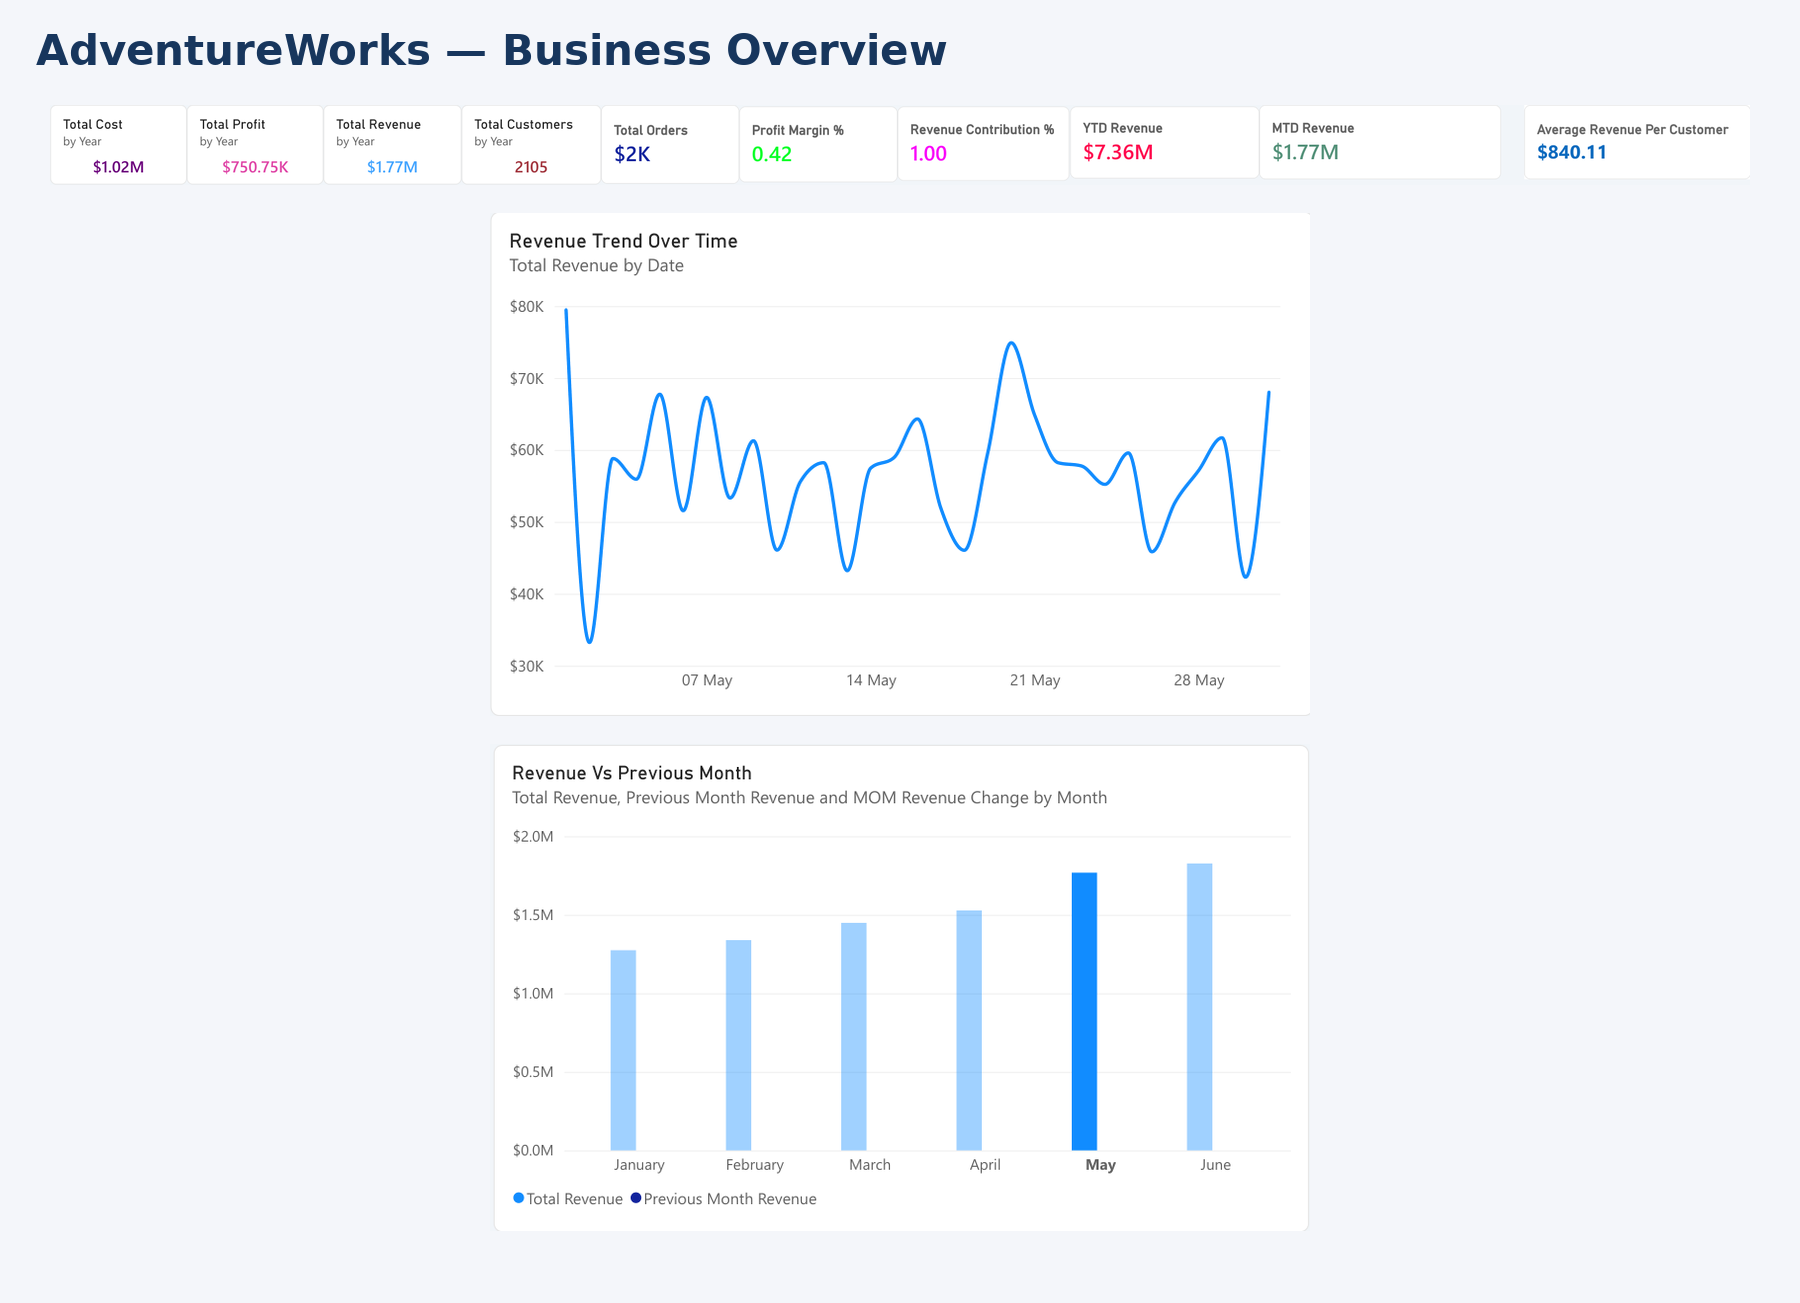 AdventureWorks — Business Overview
Total Cost
by Year
$1.02M
Total Profit
by Year
$750.75K
Total Revenue
by Year
$1.77M
Total Customers
by Year
2105
Total Orders
$2K
Profit Margin %
0.42
Revenue Contribution %
1.00
YTD Revenue
$7.36M
MTD Revenue
$1.77M
Average Revenue Per Customer
$840.11
Revenue Trend Over Time
Total Revenue by Date
$80K
$70K
$60K
$50K
$40K
$30K
07 May 14 May 21 May 28 May
Revenue Vs Previous Month
Total Revenue, Previous Month Revenue and MOM Revenue Change by Month
$2.0M
$1.5M
$1.0M
$0.5M
$0.0M
January February March April May June
Total Revenue Previous Month Revenue